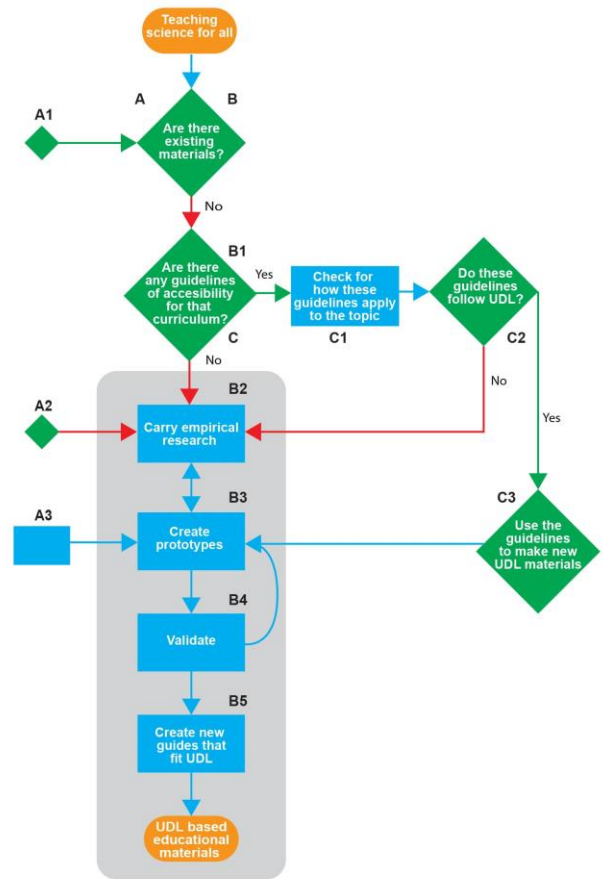 Teaching
science for all
A
B
A1
Are there
existing
materials?
No
B1
Are there
any guidelines
of accesibility
for that
curriculum?
C
Yes
Check for
how these
guidelines apply
to the topic
C1
Do these
guidelines
follow UDL?
C2
No
No
Yes
B2
A2
Carry empirical
research
B3
A3
Create
prototypes
C3
Use the
guidelines
to make new
UDL materials
B4
Validate
B5
Create new
guides that
fit UDL
UDL based
educational
materials